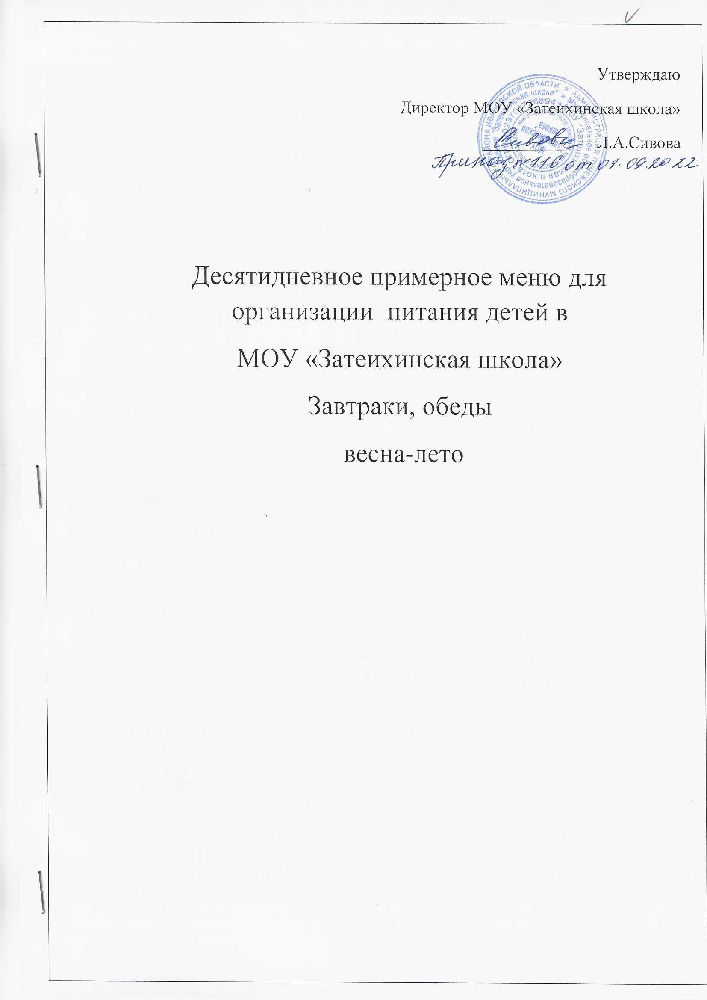 Утверждаю
Директор МОУ «Затеихинская школа»
Сивова Л.А.Сивова
Приказ №116 от 01.09.2022
Десятидневное примерное меню для
организации питания детей в
МОУ «Затеихинская школа»
Завтраки, обеды
весна-лето